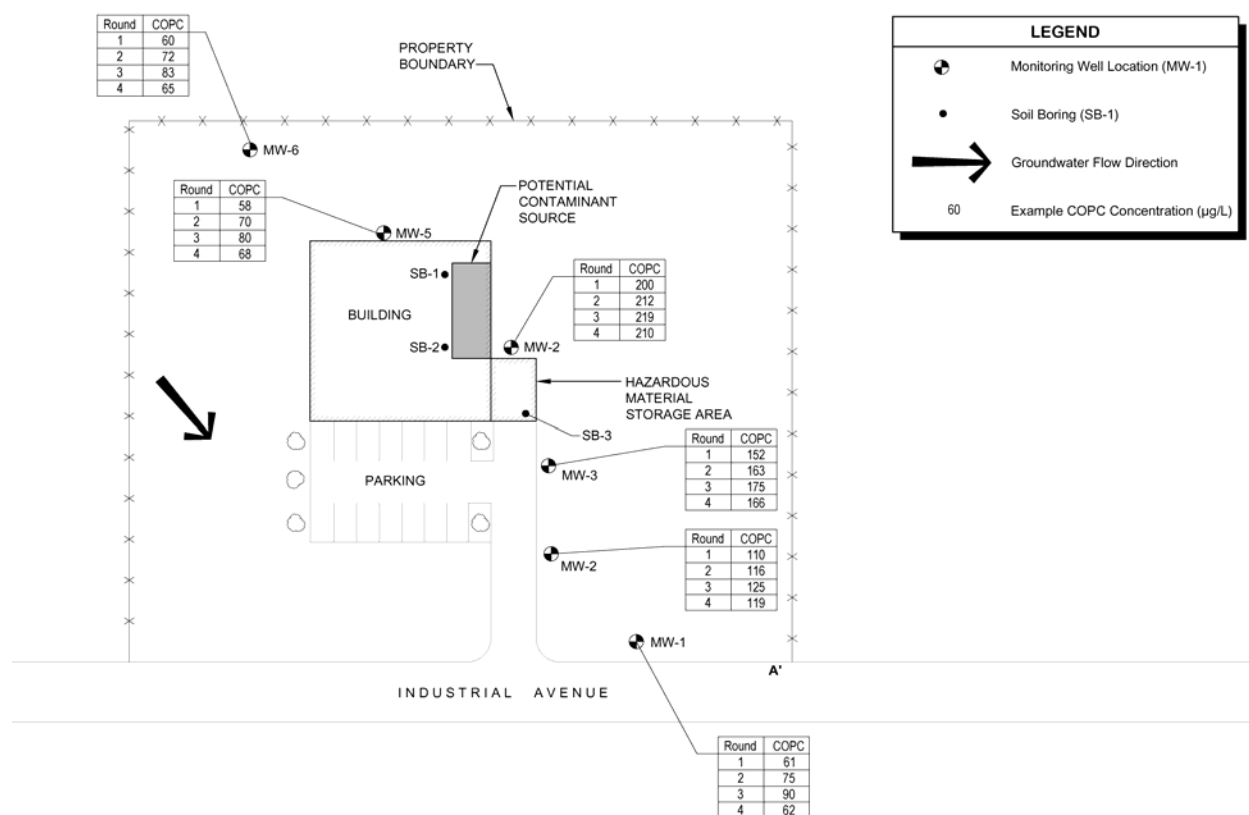 Round COPC
1 60
2 72
3 83
4 65
PROPERTY
BOUNDARY
LEGEND
Monitoring Well Location (MW-1)
Soil Boring (SB-1)
Groundwater Flow Direction
60 Example COPC Concentration (µg/L)
MW-6
Round COPC
1 58
2 70
3 80
4 68
MW-5
POTENTIAL
CONTAMINANT
SOURCE
SB-1
BUILDING
SB-2
Round COPC
1 200
2 212
3 219
4 210
MW-2
HAZARDOUS
MATERIAL
STORAGE AREA
SB-3
PARKING
MW-3
Round COPC
1 152
2 163
3 175
4 166
MW-2
Round COPC
1 110
2 116
3 125
4 119
MW-1
A'
INDUSTRIAL AVENUE
Round COPC
1 61
2 75
3 90
4 62